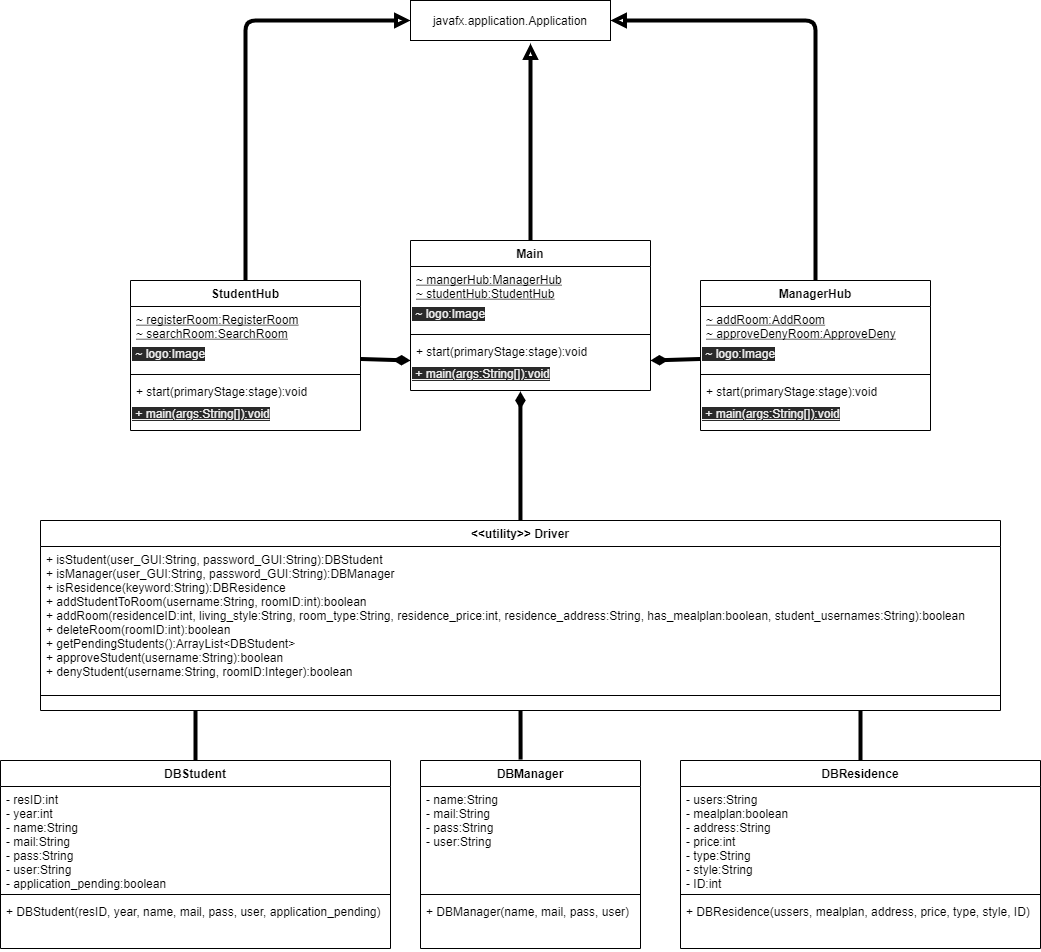 javafx.application.Application
Main
~ mangerHub:ManagerHub
~ studentHub:StudentHub
~ logo:Image
+ start(primaryStage:stage):void
+ main(args:String[]):void
StudentHub
~ registerRoom:RegisterRoom
~ searchRoom:SearchRoom
~ logo:Image
+ start(primaryStage:stage):void
+ main(args:String[]):void
ManagerHub
~ addRoom:AddRoom
~ approveDenyRoom:ApproveDeny
~ logo:Image
+ start(primaryStage:stage):void
+ main(args:String[]):void
<<utility>> Driver
+ isStudent(user_GUI:String, password_GUI:String):DBStudent
+ isManager(user_GUI:String, password_GUI:String):DBManager
+ isResidence(keyword:String):DBResidence
+ addStudentToRoom(username:String, roomID:int):boolean
+ addRoom(residenceID:int, living_style:String, room_type:String, residence_price:int, residence_address:String, has_mealplan:boolean, student_usernames:String):boolean
+ deleteRoom(roomID:int):boolean
+ getPendingStudents():ArrayList<DBStudent>
+ approveStudent(username:String):boolean
+ denyStudent(username:String, roomID:Integer):boolean
DBStudent
- resID:int
- year:int
- name:String
- mail:String
- pass:String
- user:String
- application_pending:boolean
+ DBStudent(resID, year, name, mail, pass, user, application_pending)
DBManager
- name:String
- mail:String
- pass:String
- user:String
+ DBManager(name, mail, pass, user)
DBResidence
- users:String
- mealplan:boolean
- address:String
- price:int
- type:String
- style:String
- ID:int
+ DBResidence(ussers, mealplan, address, price, type, style, ID)